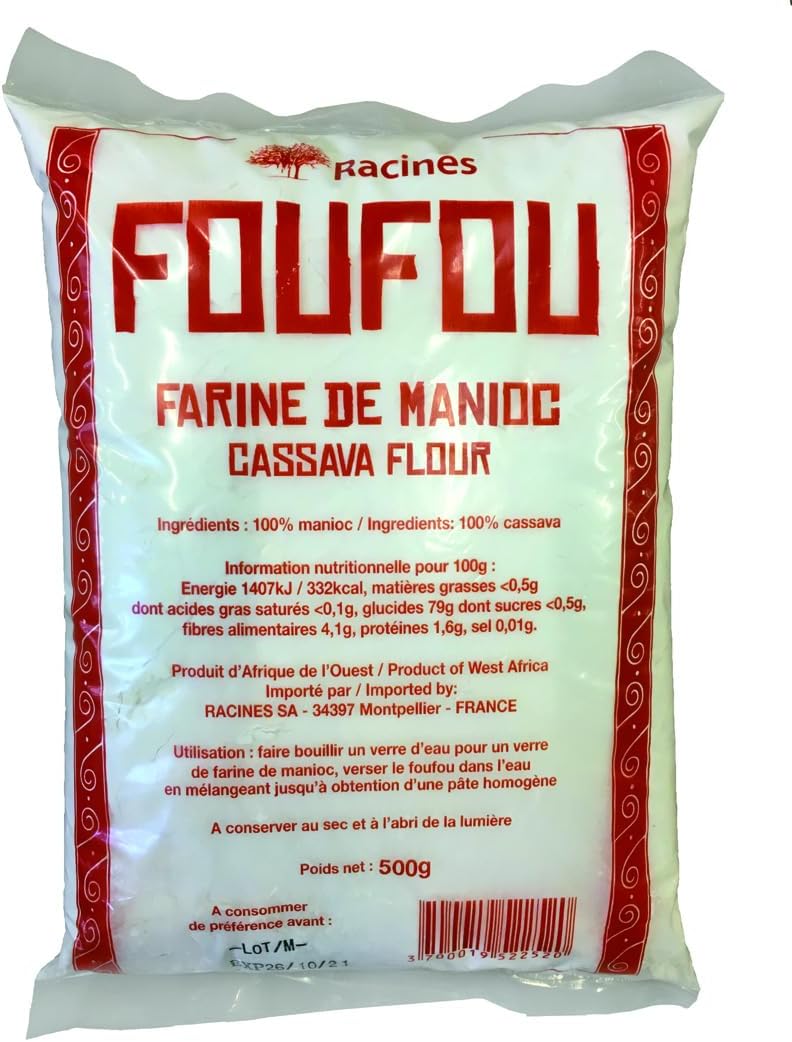 Racines
FOUFOU
FARINE DE MANIOC
CASSAVA FLOUR
Ingrédients : 100% manioc / Ingredients: 100% cassava
Information nutritionnelle pour 100g :
Energie 1407kJ / 332kcal, matières grasses <0,5g
dont acides gras saturés <0,1g, glucides 79g dont sucres <0,5g,
fibres alimentaires 4,1g, protéines 1,6g, sel 0,01g.
Produit d'Afrique de l'Ouest / Product of West Africa
Importé par / Imported by:
RACINES SA - 34397 Montpellier - FRANCE
Utilisation : faire bouillir un verre d'eau pour un verre
de farine de manioc, verser le foufou dans l'eau
en mélangeant jusqu'à obtention d'une pâte homogène
A conserver au sec et à l'abri de la lumière
Poids net : 500g
A consommer
de préférence avant :
-LOT/M-
EXP26/10/21
3 700019 522520